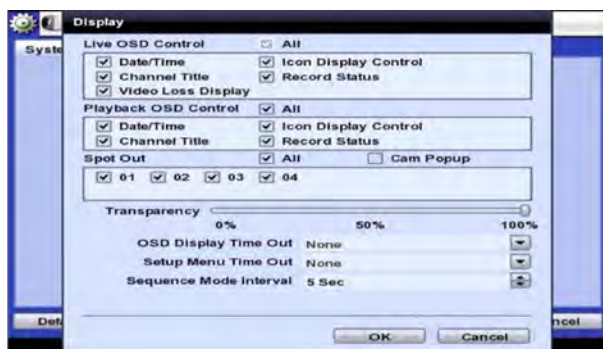 Display
Syste
Live OSD Control All
Date/Time Icon Display Control
Channel Title Record Status
Video Loss Display
Playback OSD Control All
Date/Time Icon Display Control
Channel Title Record Status
Spot Out All Cam Popup
01 02 03 04
Transparency
0% 50% 100%
OSD Display Time Out None
Setup Menu Time Out None
Sequence Mode Interval 5 Sec
Defa ncel
OK Cancel